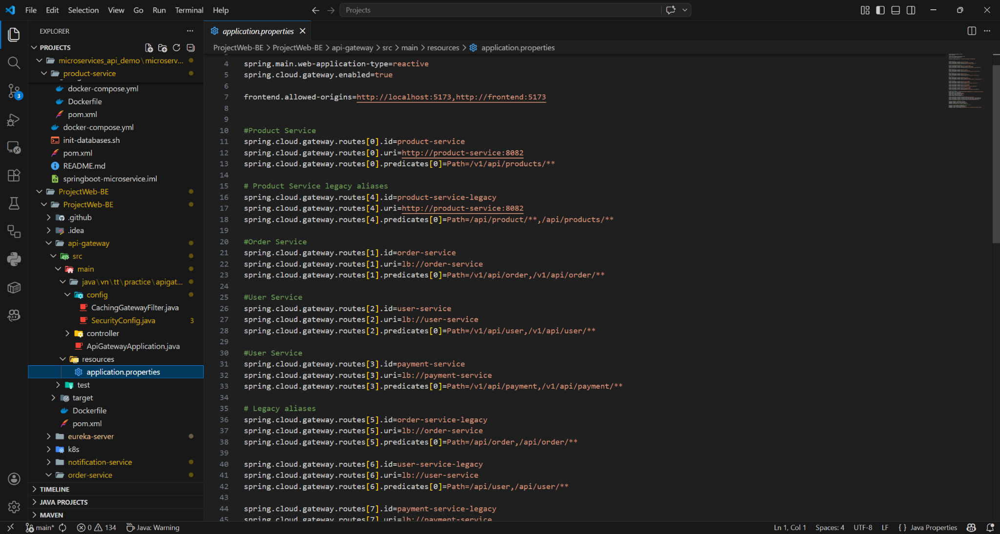 File Edit Selection View Go Run Terminal Help
Projects
EXPLORER
PROJECTS
microservices_api_demo\microserv...
product-service
docker-compose.yml
Dockerfile
pom.xml
docker-compose.yml
init-databases.sh
pom.xml
README.md
springboot-microservice.iml
ProjectWeb-BE
ProjectWeb-BE
.github
.idea
api-gateway
src
main
java\vn\tt\practice\apigat...
config
CachingGatewayFilter.java
SecurityConfig.java 3
controller
ApiGatewayApplication.java
resources
application.properties
test
target
Dockerfile
pom.xml
eureka-server
k8s
notification-service
order-service
TIMELINE
JAVA PROJECTS
MAVEN
3
application.properties
ProjectWeb-BE > ProjectWeb-BE > api-gateway > src > main > resources > application.properties
4 spring.main.web-application-type=reactive
5 spring.cloud.gateway.enabled=true
6
7 frontend.allowed-origins=http://localhost:5173,http://frontend:5173
8
9
10 #Product Service
11 spring.cloud.gateway.routes[0].id=product-service
12 spring.cloud.gateway.routes[0].uri=http://product-service:8082
13 spring.cloud.gateway.routes[0].predicates[0]=Path=/v1/api/products/**
14
15 # Product Service legacy aliases
16 spring.cloud.gateway.routes[4].id=product-service-legacy
17 spring.cloud.gateway.routes[4].uri=http://product-service:8082
18 spring.cloud.gateway.routes[4].predicates[0]=Path=/api/product/**,/api/products/**
19
20 #Order Service
21 spring.cloud.gateway.routes[1].id=order-service
22 spring.cloud.gateway.routes[1].uri=lb://order-service
23 spring.cloud.gateway.routes[1].predicates[0]=Path=/v1/api/order,/v1/api/order/**
24
25 #User Service
26 spring.cloud.gateway.routes[2].id=user-service
27 spring.cloud.gateway.routes[2].uri=lb://user-service
28 spring.cloud.gateway.routes[2].predicates[0]=Path=/v1/api/user,/v1/api/user/**
29
30 #User Service
31 spring.cloud.gateway.routes[3].id=payment-service
32 spring.cloud.gateway.routes[3].uri=lb://payment-service
33 spring.cloud.gateway.routes[3].predicates[0]=Path=/v1/api/payment,/v1/api/payment/**
34
35 # Legacy aliases
36 spring.cloud.gateway.routes[5].id=order-service-legacy
37 spring.cloud.gateway.routes[5].uri=lb://order-service
38 spring.cloud.gateway.routes[5].predicates[0]=Path=/api/order,/api/order/**
39
40 spring.cloud.gateway.routes[6].id=user-service-legacy
41 spring.cloud.gateway.routes[6].uri=lb://user-service
42 spring.cloud.gateway.routes[6].predicates[0]=Path=/api/user,/api/user/**
43
44 spring.cloud.gateway.routes[7].id=payment-service-legacy
45 spring.cloud.gateway.routes[7].uri=lb://payment-service
main* 0 134 Java: Warning
Ln 1, Col 1 Spaces: 4 UTF-8 LF { } Java Properties